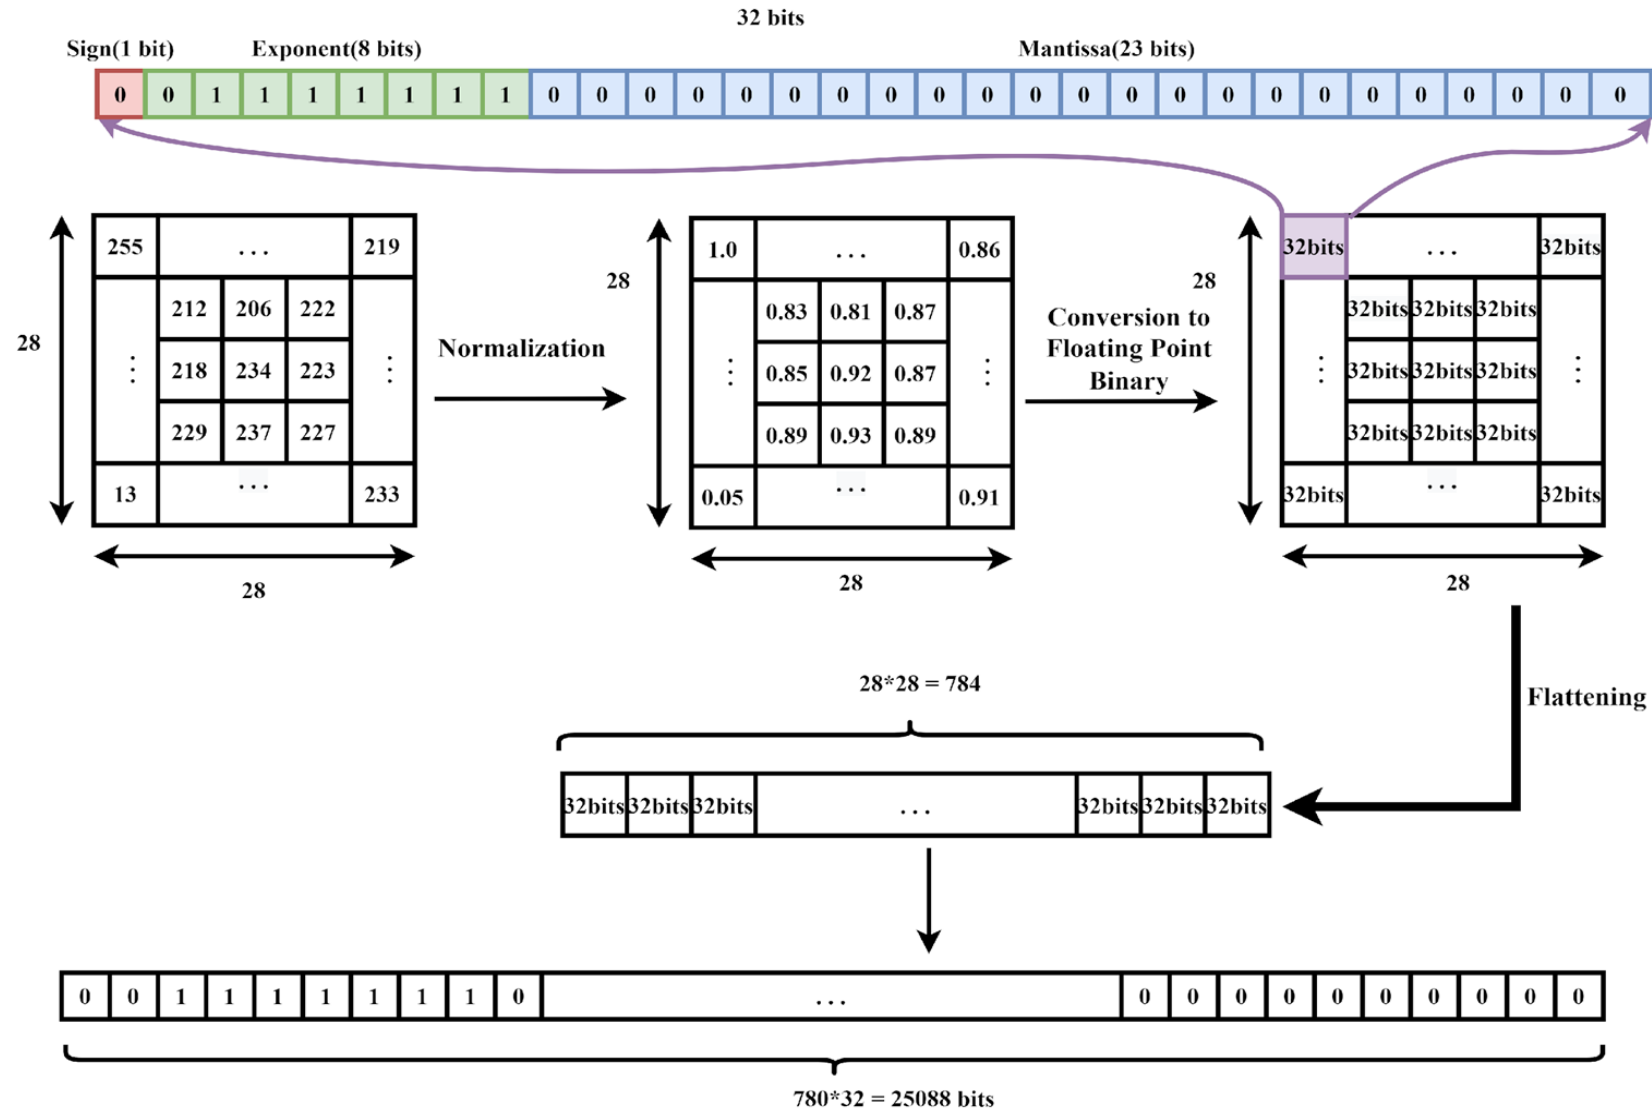 32 bits
Sign(1 bit) Exponent(8 bits) Mantissa(23 bits)
0 0 1 1 1 1 1 1 1 0 0 0 0 0 0 0 0 0 0 0 0 0 0 0 0 0 0 0 0 0 0 0
255 ... 219
212 206 222
218 234 223
229 237 227
13 ... 233
28
28
Normalization
1.0 ... 0.86
0.83 0.81 0.87
0.85 0.92 0.87
0.89 0.93 0.89
0.05 ... 0.91
28
28
Conversion to
Floating Point
Binary
32bits ... 32bits
32bits 32bits 32bits
32bits 32bits 32bits
32bits 32bits 32bits
32bits ... 32bits
28
28
Flattening
28*28 = 784
32bits 32bits 32bits ... 32bits 32bits 32bits
0 0 1 1 1 1 1 1 1 0 ... 0 0 0 0 0 0 0 0 0 0
780*32 = 25088 bits